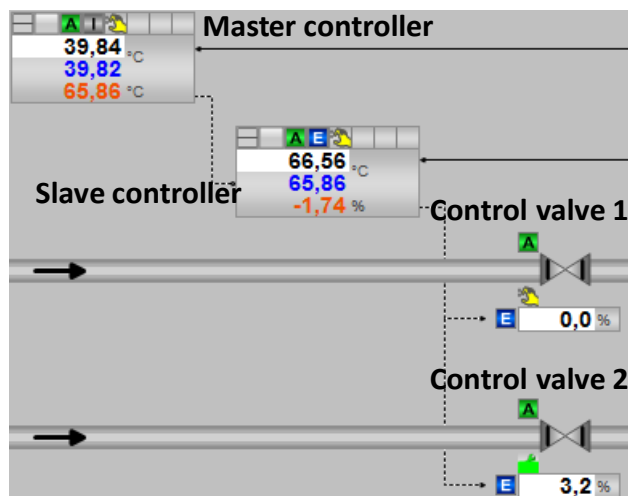 A I
Master controller
39,84 °C
39,82
65,86 °C
A E
66,56 °C
65,86
-1,74 %
Slave controller
Control valve 1
A
E 0,0 %
Control valve 2
A
E 3,2 %